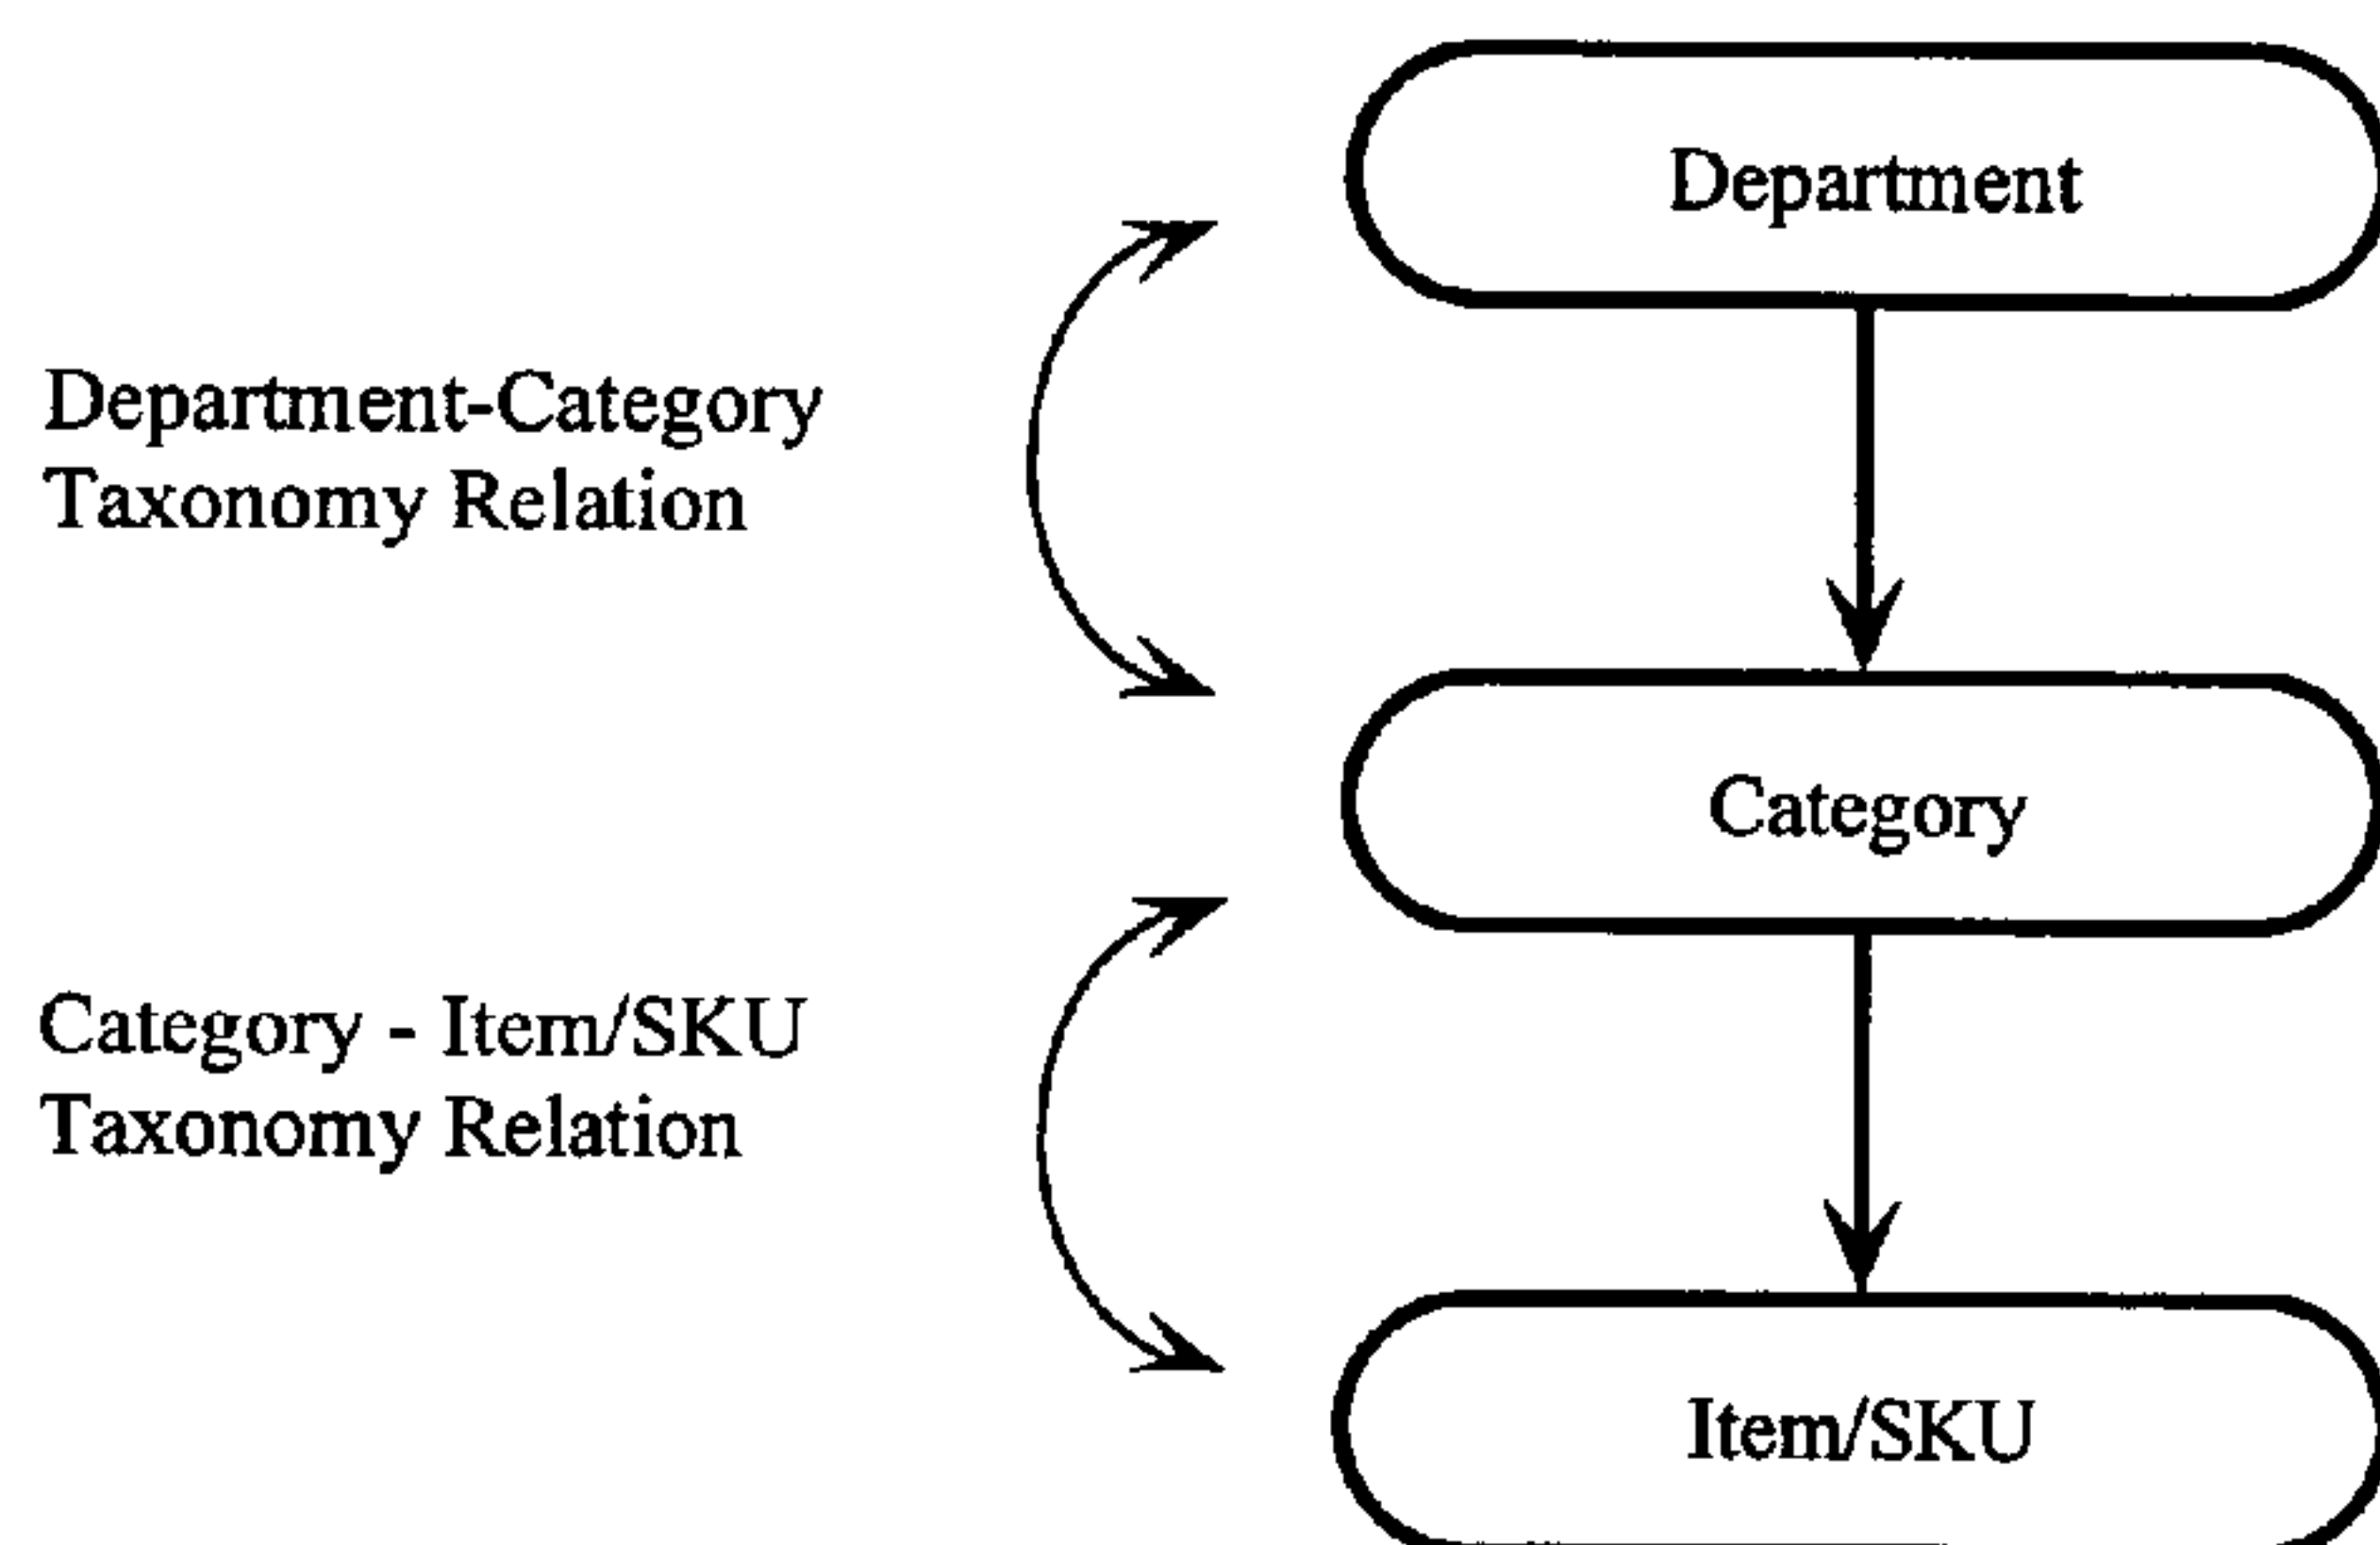 Department
Department-Category
Taxonomy Relation
Category
Category - Item/SKU
Taxonomy Relation
Item/SKU